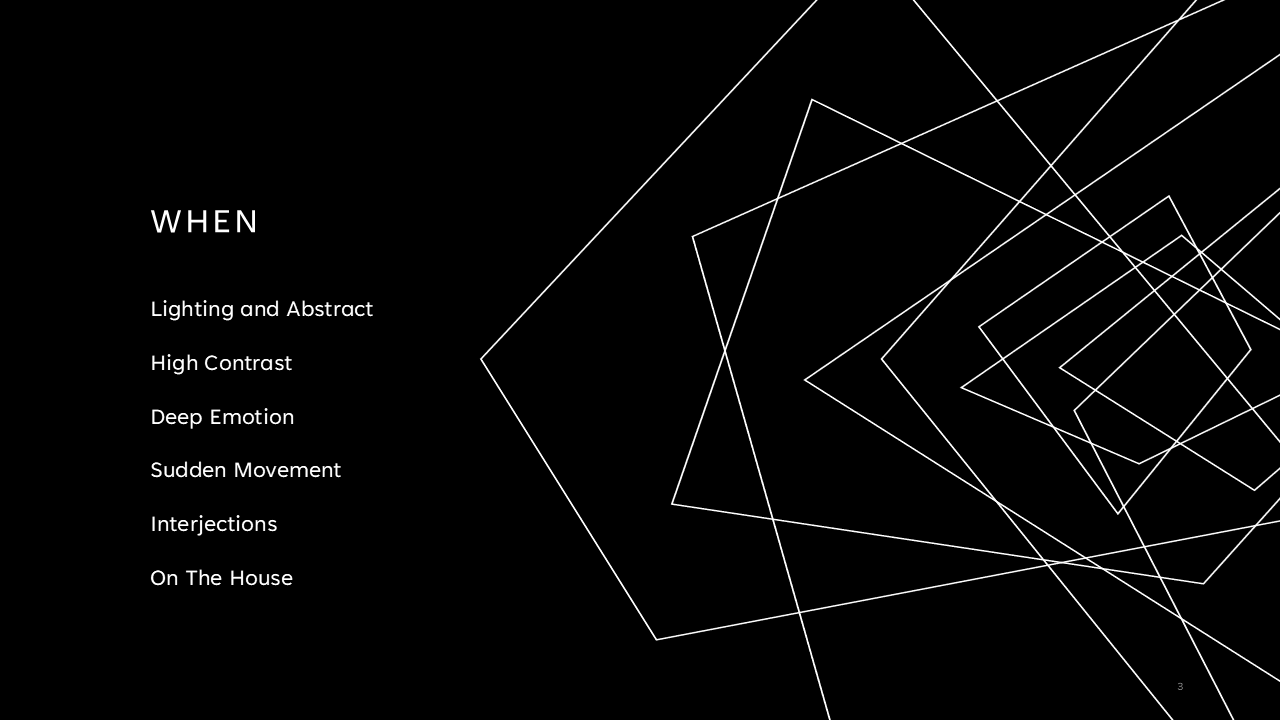 WHEN
Lighting and Abstract
High Contrast
Deep Emotion
Sudden Movement
Interjections
On The House
3